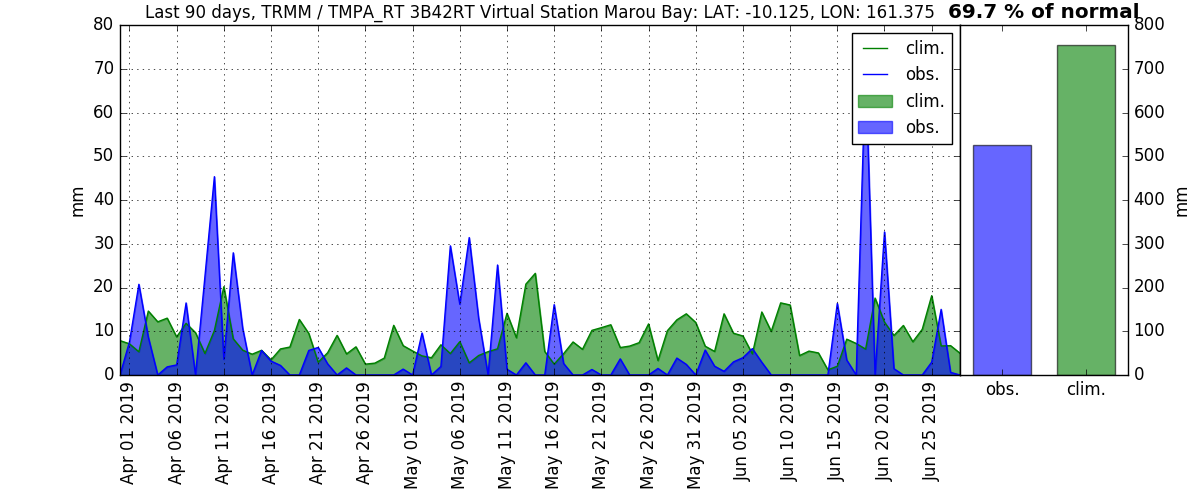 Last 90 days, TRMM / TMPA_RT 3B42RT Virtual Station Marou Bay: LAT: -10.125, LON: 161.375 69.7 % of normal
clim.
obs.
clim.
obs.
80
70
60
50
40
30
20
10
0
mm
800
700
600
500
400
300
200
100
0
mm
Apr 01 2019
Apr 06 2019
Apr 11 2019
Apr 16 2019
Apr 21 2019
Apr 26 2019
May 01 2019
May 06 2019
May 11 2019
May 16 2019
May 21 2019
May 26 2019
May 31 2019
Jun 05 2019
Jun 10 2019
Jun 15 2019
Jun 20 2019
Jun 25 2019
obs.
clim.